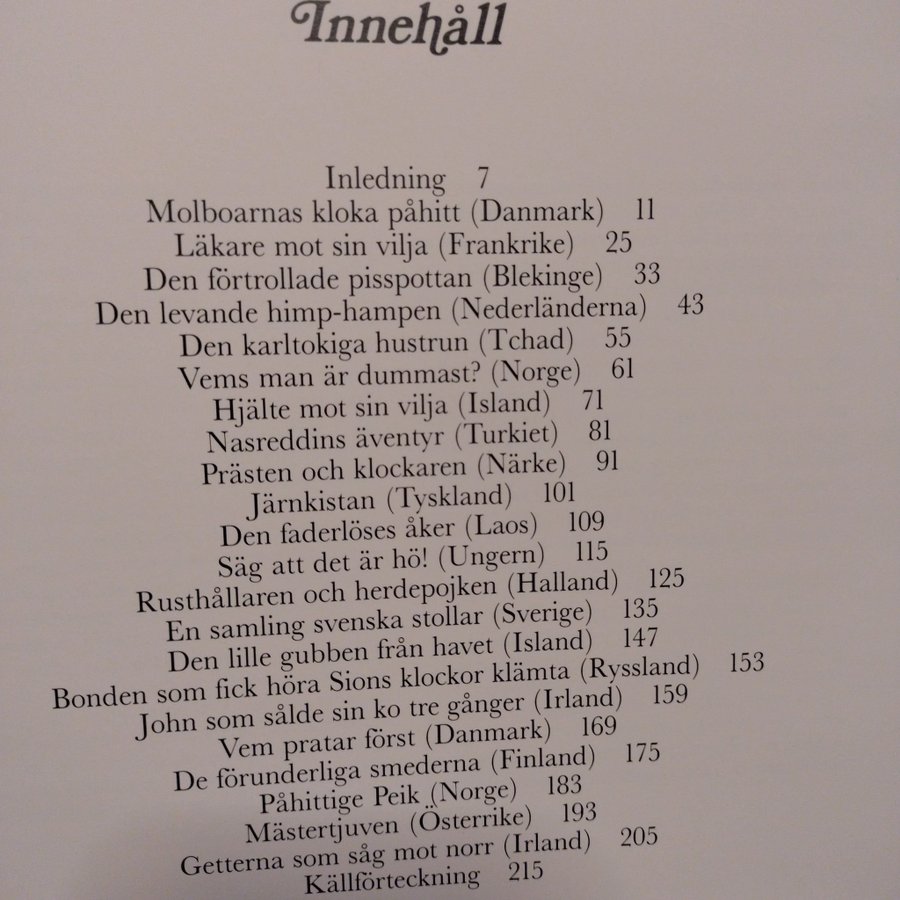 Innehåll
Inledning 7
Molboarnas kloka påhitt (Danmark) 11
Läkare mot sin vilja (Frankrike) 25
Den förtrollade pisspottan (Blekinge) 33
Den levande himp-hampen (Nederländerna) 43
Den karltokiga hustrun (Tchad) 55
Vems man är dummast? (Norge) 61
Hjälte mot sin vilja (Island) 71
Nasreddins äventyr (Turkiet) 81
Prästen och klockaren (Närke) 91
Järnkistan (Tyskland) 101
Den faderlöses åker (Laos) 109
Säg att det är hö! (Ungern) 115
Rusthållaren och herdepojken (Halland) 125
En samling svenska stollar (Sverige) 135
Den lille gubben från havet (Island) 147
Bonden som fick höra Sions klockor klämta (Ryssland) 153
John som sålde sin ko tre gånger (Irland) 159
Vem pratar först (Danmark) 169
De förunderliga smederna (Finland) 175
Påhittige Peik (Norge) 183
Mästertjuven (Österrike) 193
Getterna som såg mot norr (Irland) 205
Källförteckning 215